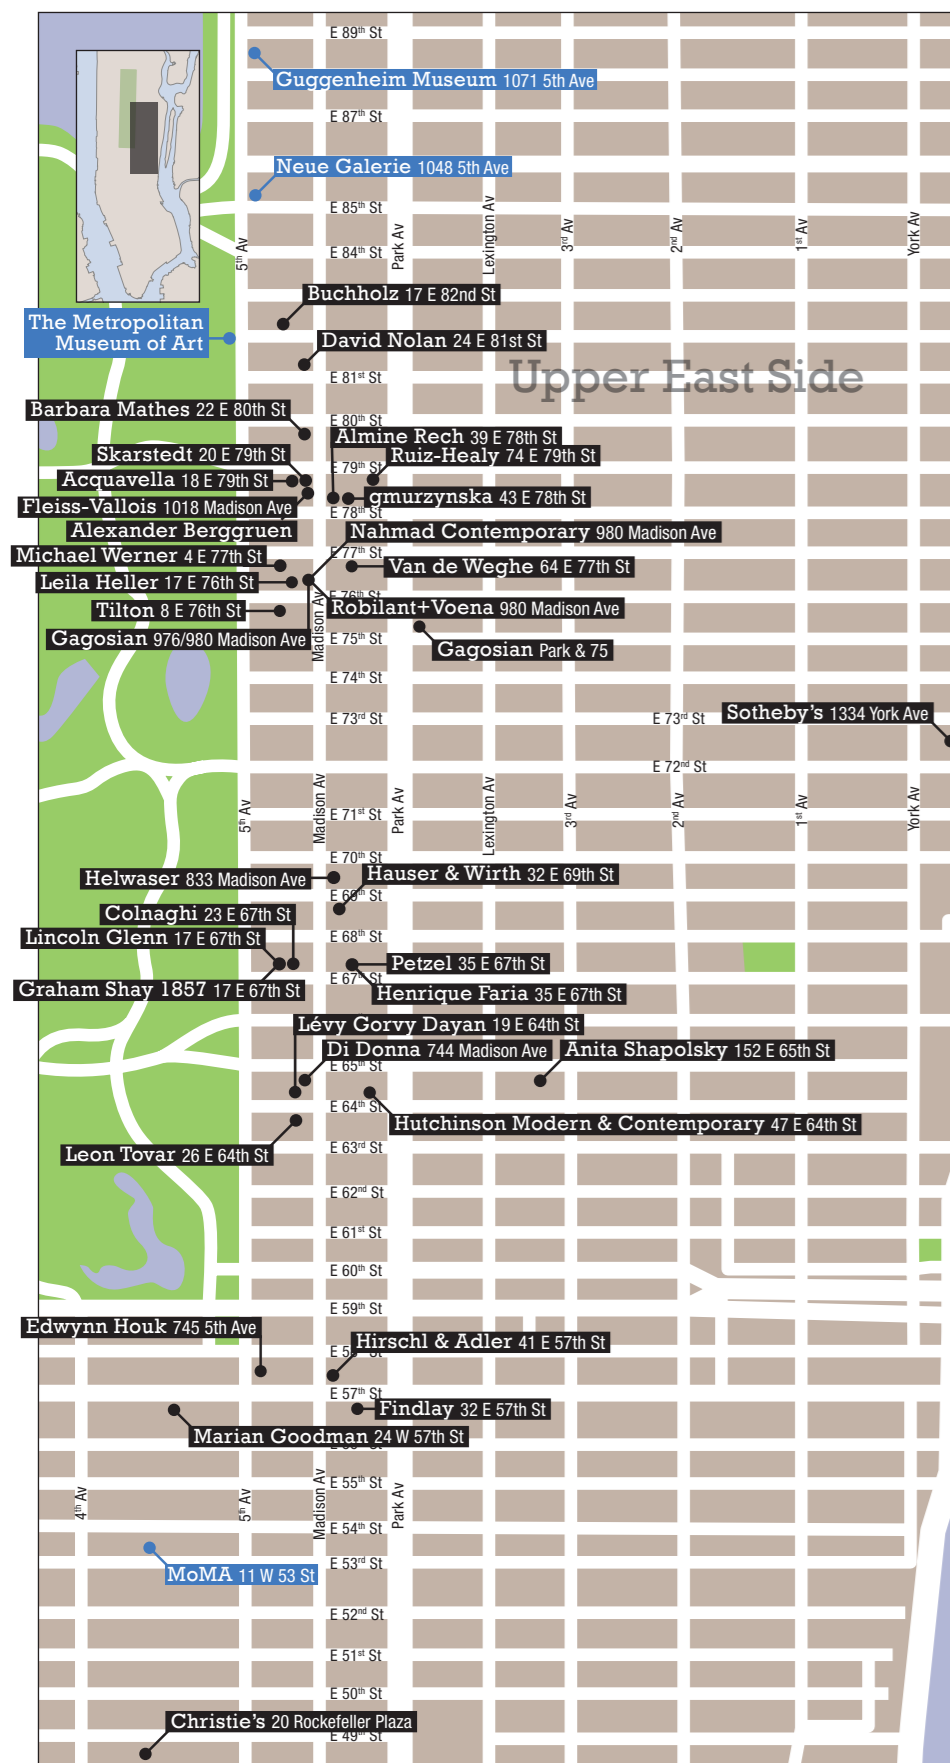 E 89th St
Guggenheim Museum 1071 5th Ave
E 87th St
Neue Galerie 1048 5th Ave
E 85th St
5th Av
Park Av
Lexington Av
3rd Av
2nd Av
1st Av
York Av
E 84th St
Buchholz 17 E 82nd St
The Metropolitan
Museum of Art
David Nolan 24 E 81st St
Upper East Side
E 81st St
Barbara Mathes 22 E 80th St
E 80th St
Almine Rech 39 E 78th St
Skarstedt 20 E 79th St
Ruiz-Healy 74 E 79th St
E 79th St
Acquavella 18 E 79th St
gmurzynska 43 E 78th St
Fleiss-Vallois 1018 Madison Ave
E 78th St
Alexander Berggruen
Nahmad Contemporary 980 Madison Ave
Michael Werner 4 E 77th St
E 77th St
Van de Weghe 64 E 77th St
Leila Heller 17 E 76th St
E 76th St
Tilton 8 E 76th St
Robilant+Voena 980 Madison Ave
Madison Av
Gagosian 976/980 Madison Ave
E 75th St
Gagosian Park & 75
E 74th St
E 73rd St
E 73rd St
Sotheby's 1334 York Ave
E 72nd St
5th Av
Madison Av
Park Av
Lexington Av
3rd Av
2nd Av
1st Av
York Av
E 71st St
E 70th St
Helwaser 833 Madison Ave
Hauser & Wirth 32 E 69th St
E 69th St
Colnaghi 23 E 67th St
Lincoln Glenn 17 E 67th St
E 68th St
Petzel 35 E 67th St
E 67th St
Graham Shay 1857 17 E 67th St
Henrique Faria 35 E 67th St
Lévy Gorvy Dayan 19 E 64th St
Di Donna 744 Madison Ave
Anita Shapolsky 152 E 65th St
E 65th St
E 64th St
Hutchinson Modern & Contemporary 47 E 64th St
Leon Tovar 26 E 64th St
E 63rd St
E 62nd St
E 61st St
E 60th St
E 59th St
Edwynn Houk 745 5th Ave
Hirschl & Adler 41 E 57th St
E 57th St
Findlay 32 E 57th St
Marian Goodman 24 W 57th St
E 55th St
4th Av
5th Av
Madison Av
Park Av
E 54th St
E 53rd St
MoMA 11 W 53 St
E 52nd St
E 51st St
E 50th St
Christie's 20 Rockefeller Plaza
E 49th St